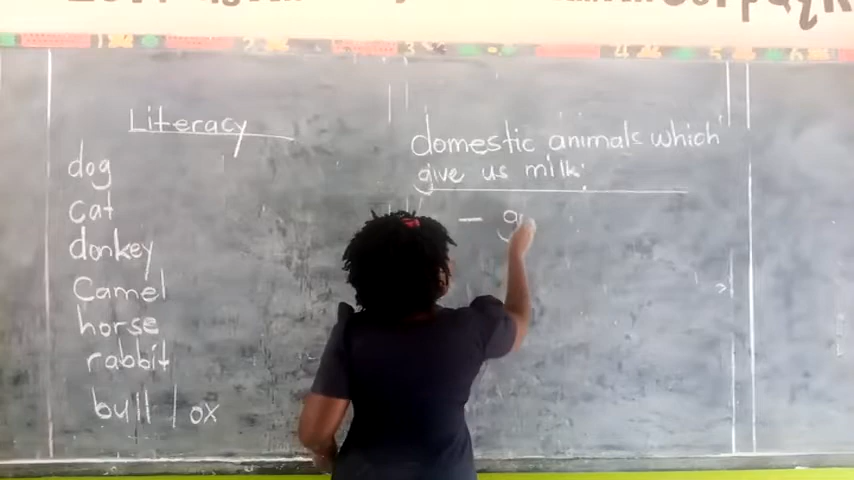 Literacy
dog
cat
donkey
Camel
horse
rabbit
bull / ox
domestic animals which
give us milk
- g